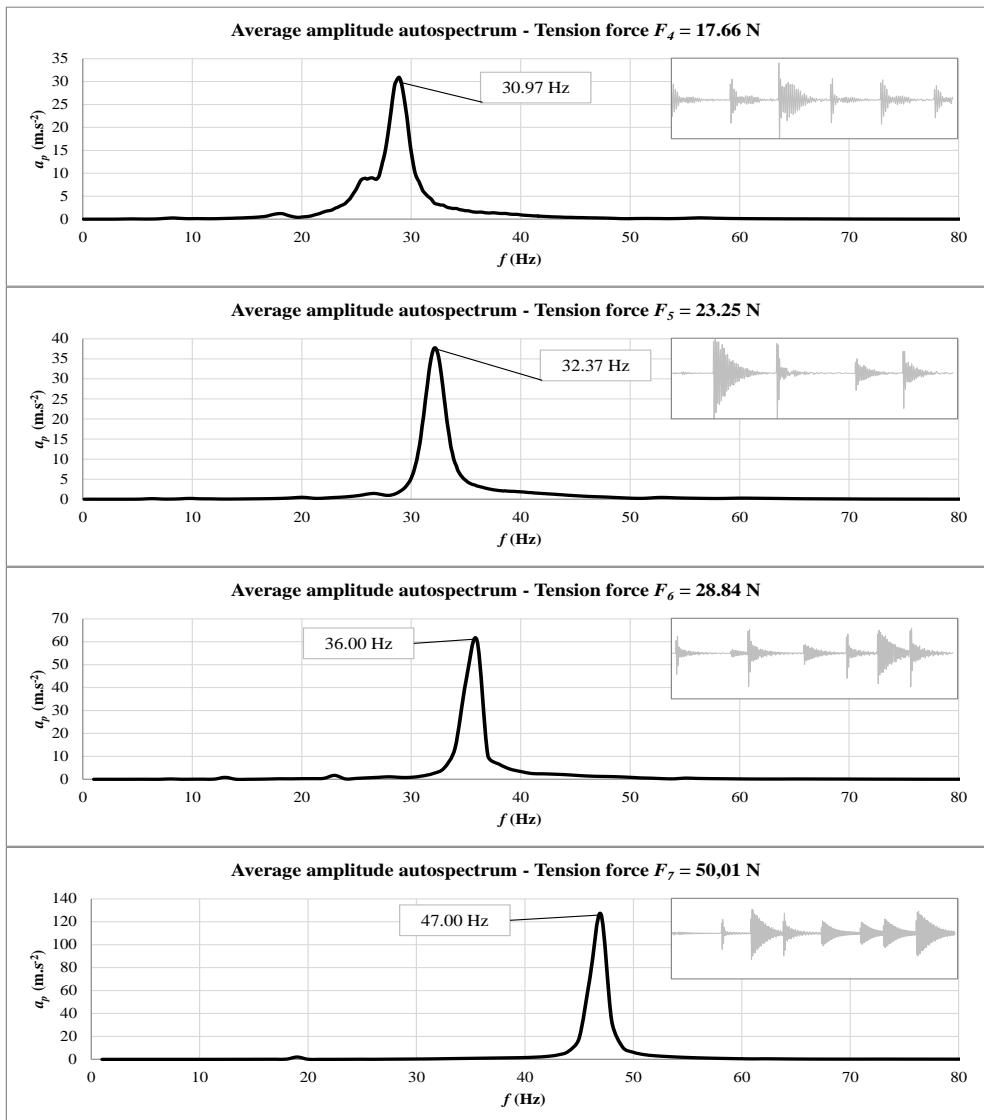 Average amplitude autospectrum - Tension force F4 = 17.66 N
35
30
25
20
15
10
5
0
aₚ (m.s⁻²)
30.97 Hz
0 10 20 30 40 50 60 70 80
f (Hz)
Average amplitude autospectrum - Tension force F5 = 23.25 N
40
35
30
25
20
15
10
5
0
aₚ (m.s⁻²)
32.37 Hz
0 10 20 30 40 50 60 70 80
f (Hz)
Average amplitude autospectrum - Tension force F6 = 28.84 N
70
60
50
40
30
20
10
0
aₚ (m.s⁻²)
36.00 Hz
0 10 20 30 40 50 60 70 80
f (Hz)
Average amplitude autospectrum - Tension force F7 = 50,01 N
140
120
100
80
60
40
20
0
aₚ (m.s⁻²)
47.00 Hz
0 10 20 30 40 50 60 70 80
f (Hz)